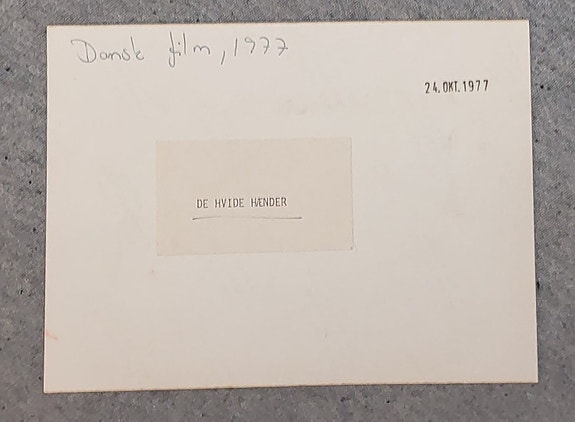 Dansk film, 1977
24. OKT. 1977
DE HVIDE HÆNDER